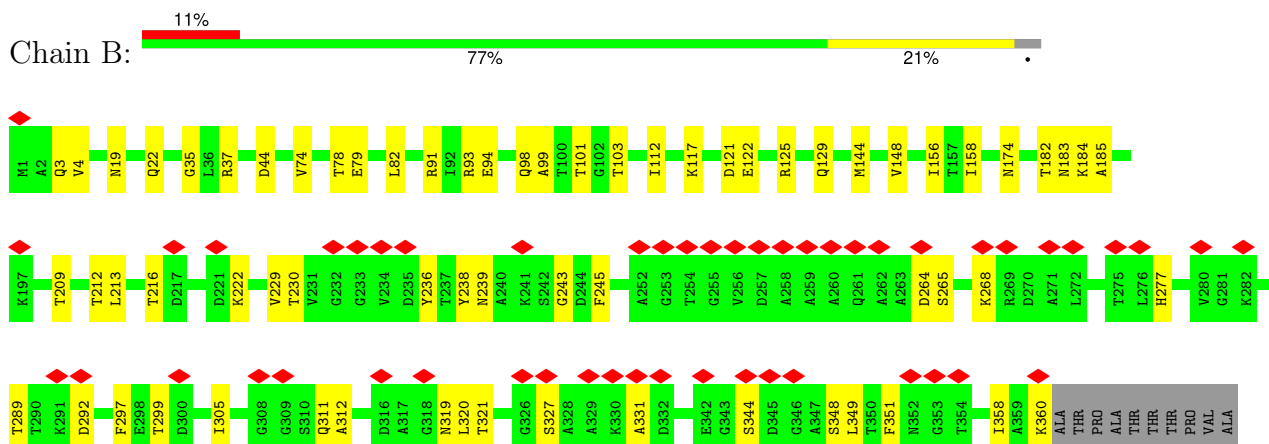 11%
Chain B:
77% 21% •
M1 A2 Q3 V4 N19 Q22 G35 L36 R37 D44 V74 T78 E79 L82 R91 I92 R93 E94 Q98 A99 T100 T101 G102 T103 I112 K117 D121 E122 R125 Q129 M144 V148 I156 T157 I158 N174 T182 N183 K184 A185
K197 T209 T212 L213 T216 D217 D221 K222 V229 T230 V231 G232 G233 V234 D235 Y236 T237 Y238 N239 A240 K241 S242 G243 D244 F245 A252 G253 T254 G255 V256 D257 A258 A259 A260 Q261 A262 A263 D264 S265 K268 R269 D270 A271 L272 T275 L276 H277 V280 G281 K282
T289 T290 K291 D292 F297 E298 T299 D300 I305 G308 G309 S310 Q311 A312 D316 A317 G318 N319 L320 T321 G326 S327 A328 A329 K330 A331 D332 E342 G343 S344 D345 G346 A347 S348 L349 T350 F351 N352 G353 T354 I358 A359 K360 ALA THR PRO ALA THR THR THR PRO VAL ALA